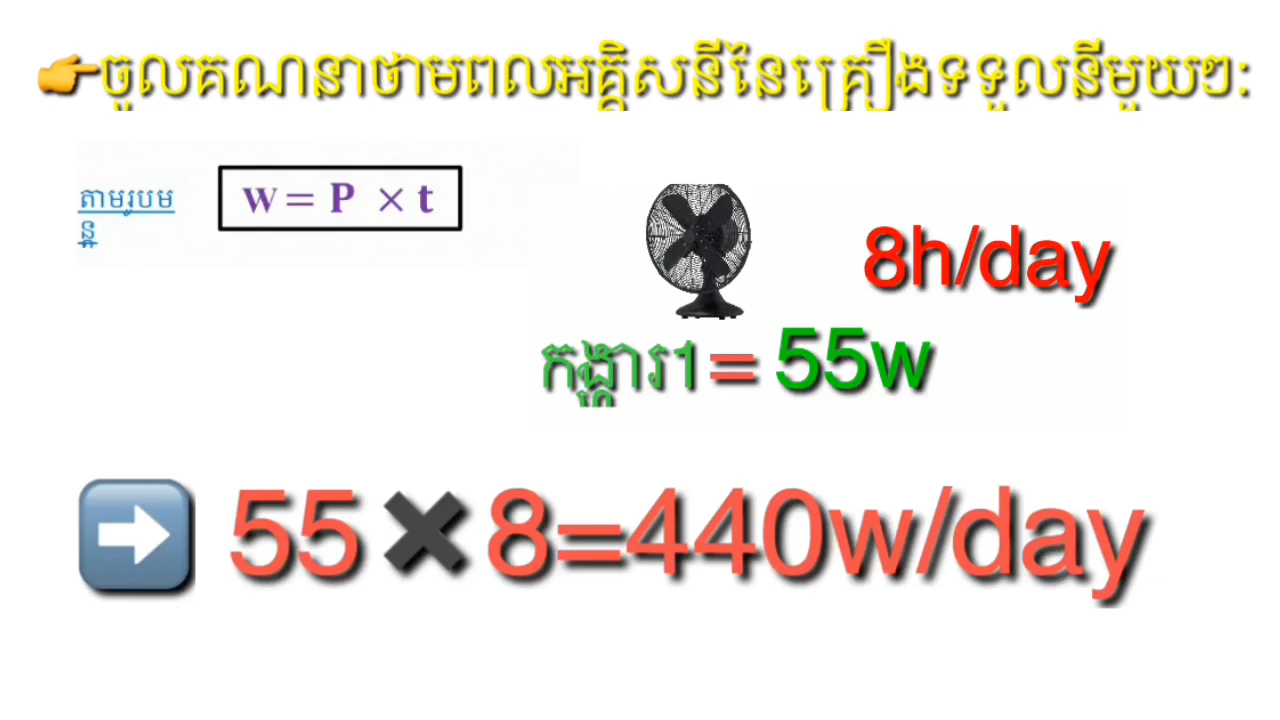 👉ចូលគណនាថាមពលអគ្គិសនីនៃគ្រឿងទទួលនីមួយៗ:
តាមរូបម
ន្ត
w = P × t
8h/day
កង្ហារ1= 55w
➡ 55✖8=440w/day